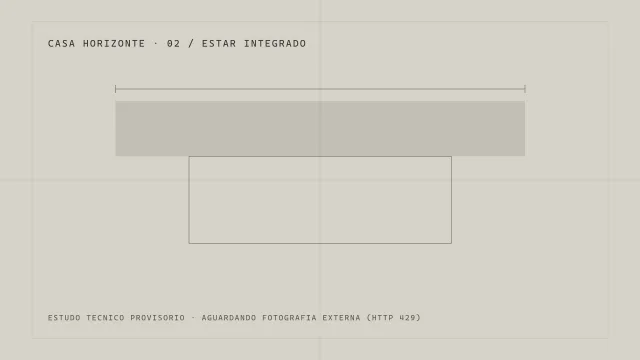 CASA HORIZONTE · 02 / ESTAR INTEGRADO
ESTUDO TECNICO PROVISORIO · AGUARDANDO FOTOGRAFIA EXTERNA (HTTP 429)